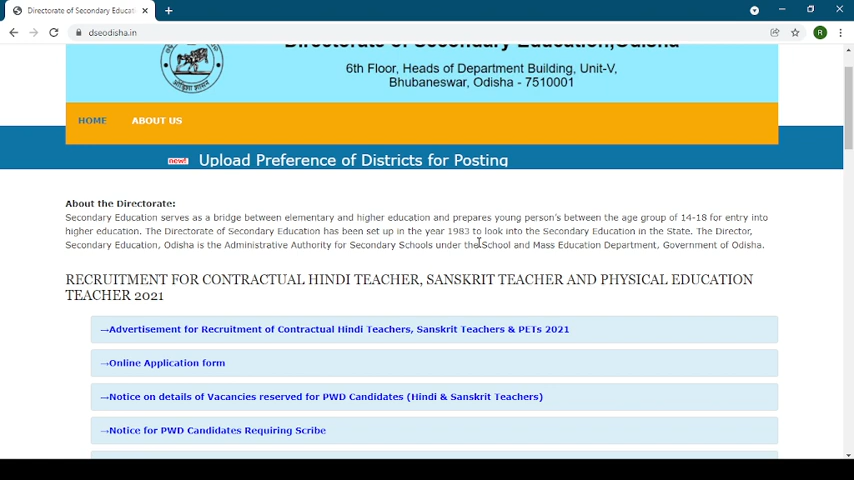 Directorate of Secondary Educati
dseodisha.in
R
Directorate of Secondary Education,Odisha
6th Floor, Heads of Department Building, Unit-V,
Bhubaneswar, Odisha - 7510001
HOME ABOUT US
new! Upload Preference of Districts for Posting
About the Directorate:
Secondary Education serves as a bridge between elementary and higher education and prepares young person's between the age group of 14-18 for entry into
higher education. The Directorate of Secondary Education has been set up in the year 1983 to look into the Secondary Education in the State. The Director,
Secondary Education, Odisha is the Administrative Authority for Secondary Schools under the School and Mass Education Department, Government of Odisha.
RECRUITMENT FOR CONTRACTUAL HINDI TEACHER, SANSKRIT TEACHER AND PHYSICAL EDUCATION
TEACHER 2021
→Advertisement for Recruitment of Contractual Hindi Teachers, Sanskrit Teachers & PETs 2021
→Online Application form
→Notice on details of Vacancies reserved for PWD Candidates (Hindi & Sanskrit Teachers)
→Notice for PWD Candidates Requiring Scribe